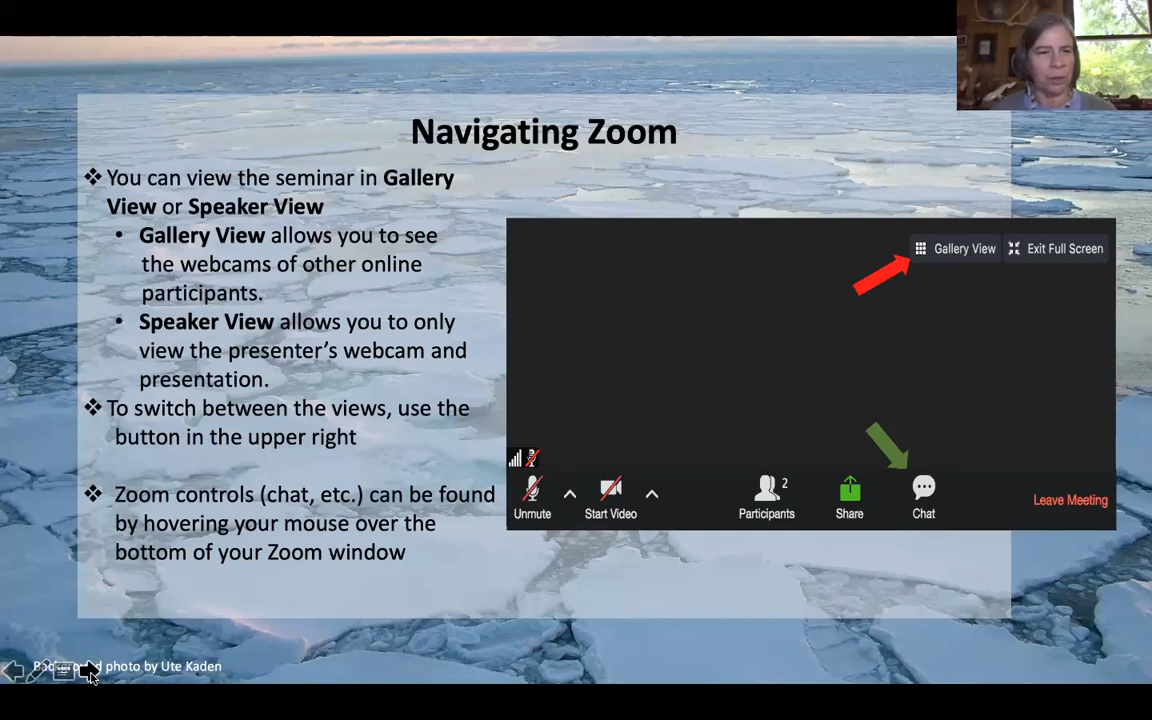 Navigating Zoom
❖ You can view the seminar in Gallery
View or Speaker View
• Gallery View allows you to see
the webcams of other online
participants.
• Speaker View allows you to only
view the presenter's webcam and
presentation.
❖ To switch between the views, use the
button in the upper right
❖ Zoom controls (chat, etc.) can be found
by hovering your mouse over the
bottom of your Zoom window
Gallery View Exit Full Screen
2
Unmute Start Video Participants Share Chat Leave Meeting
photo by Ute Kaden